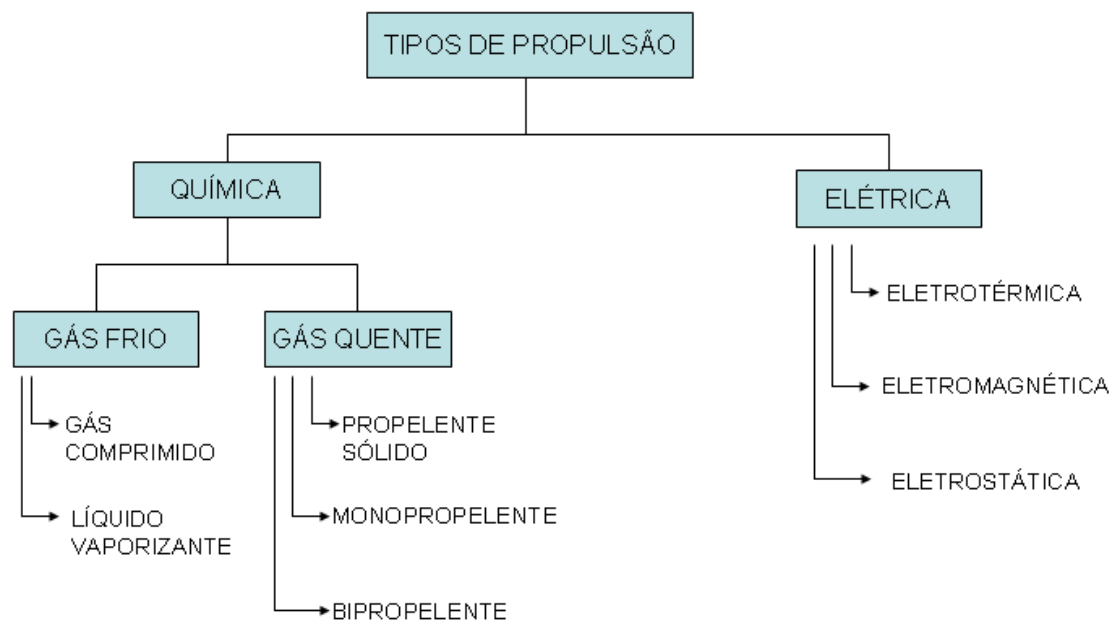 TIPOS DE PROPULSÃO
QUÍMICA
ELÉTRICA
GÁS FRIO
GÁS QUENTE
GÁS
COMPRIMIDO
LÍQUIDO
VAPORIZANTE
PROPELENTE
SÓLIDO
MONOPROPELENTE
BIPROPELENTE
ELETROTÉRMICA
ELETROMAGNÉTICA
ELETROSTÁTICA